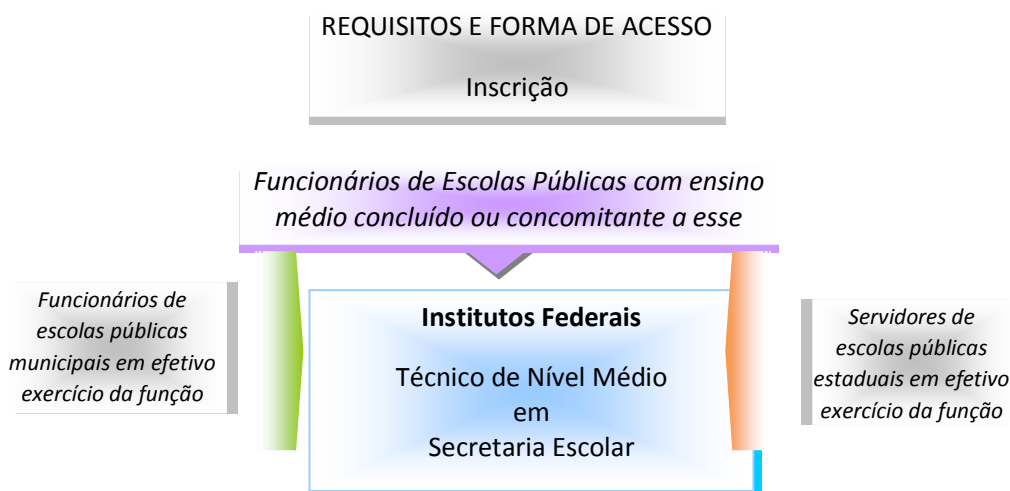 REQUISITOS E FORMA DE ACESSO
Inscrição
Funcionários de Escolas Públicas com ensino
médio concluído ou concomitante a esse
Funcionários de
escolas públicas
municipais em efetivo
exercício da função
Institutos Federais
Técnico de Nível Médio
em
Secretaria Escolar
Servidores de
escolas públicas
estaduais em efetivo
exercício da função